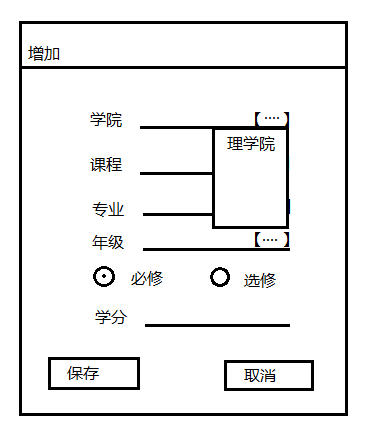 增加
学院 【····】
理学院
课程
专业
年级 【····】
必修 选修
学分
保存 取消